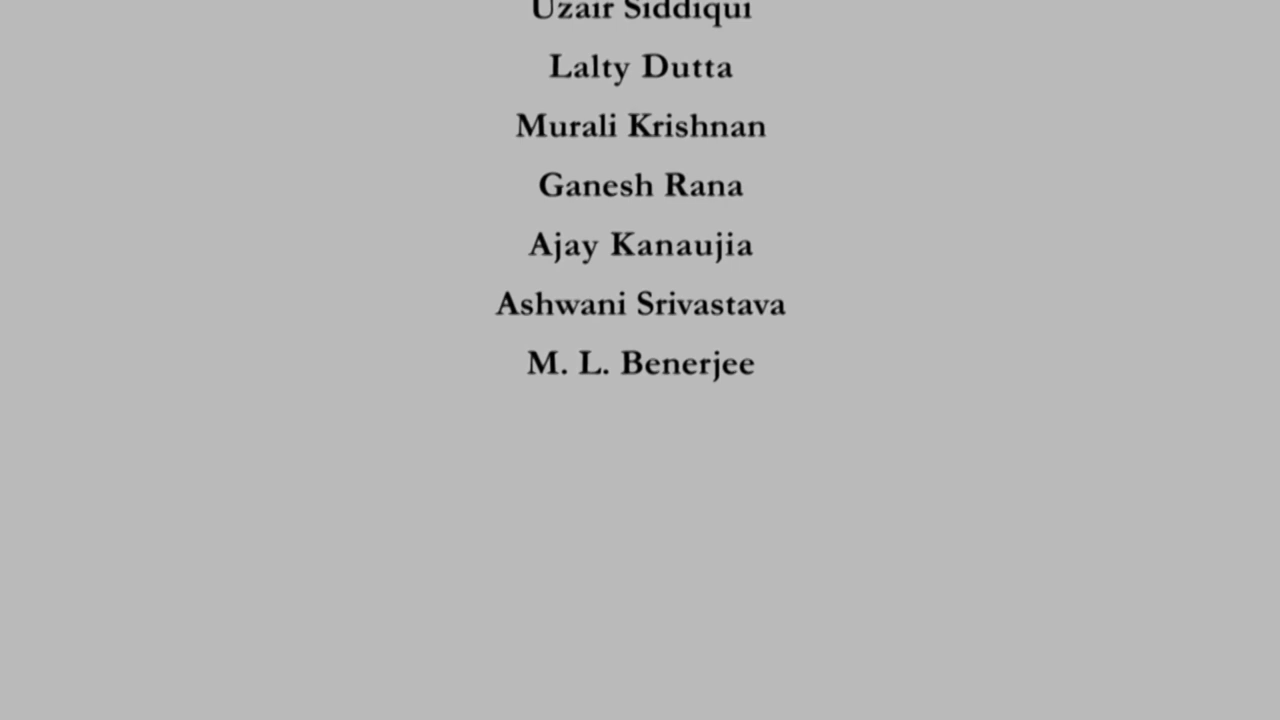 Uzair Siddiqui
Lalty Dutta
Murali Krishnan
Ganesh Rana
Ajay Kanaujia
Ashwani Srivastava
M. L. Benerjee